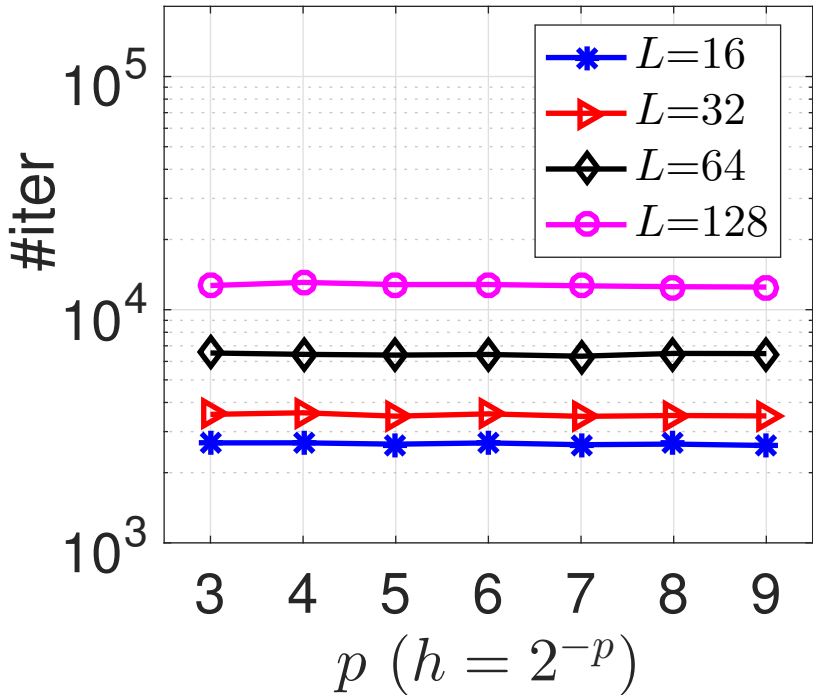 L=16
L=32
L=64
L=128
10^5
10^4
10^3
#iter
3 4 5 6 7 8 9
p (h = 2^{-p})